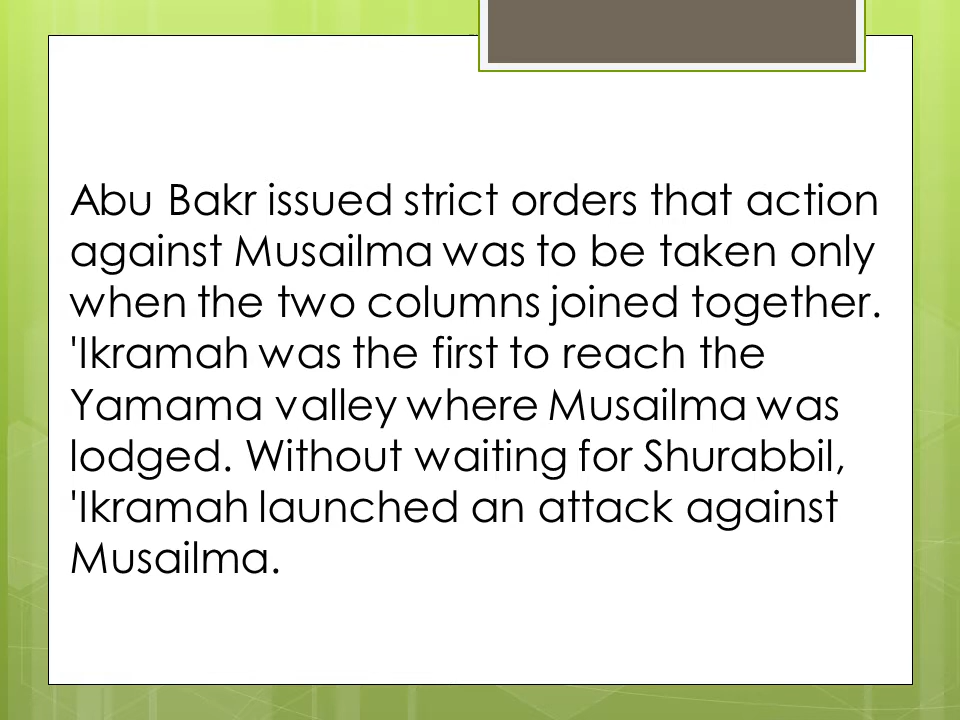 Abu Bakr issued strict orders that action
against Musailma was to be taken only
when the two columns joined together.
'Ikramah was the first to reach the
Yamama valley where Musailma was
lodged. Without waiting for Shurabbil,
'Ikramah launched an attack against
Musailma.